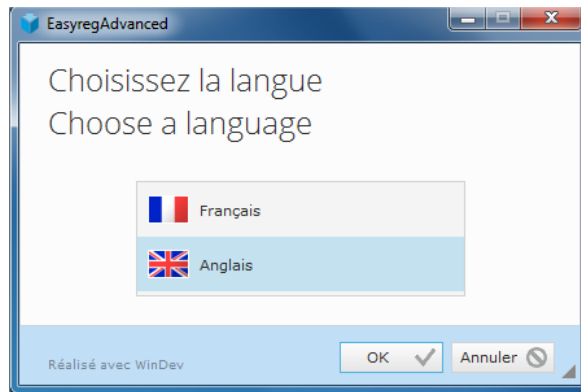 EasyregAdvanced
Choisissez la langue
Choose a language
Français
Anglais
Réalisé avec WinDev
OK
Annuler